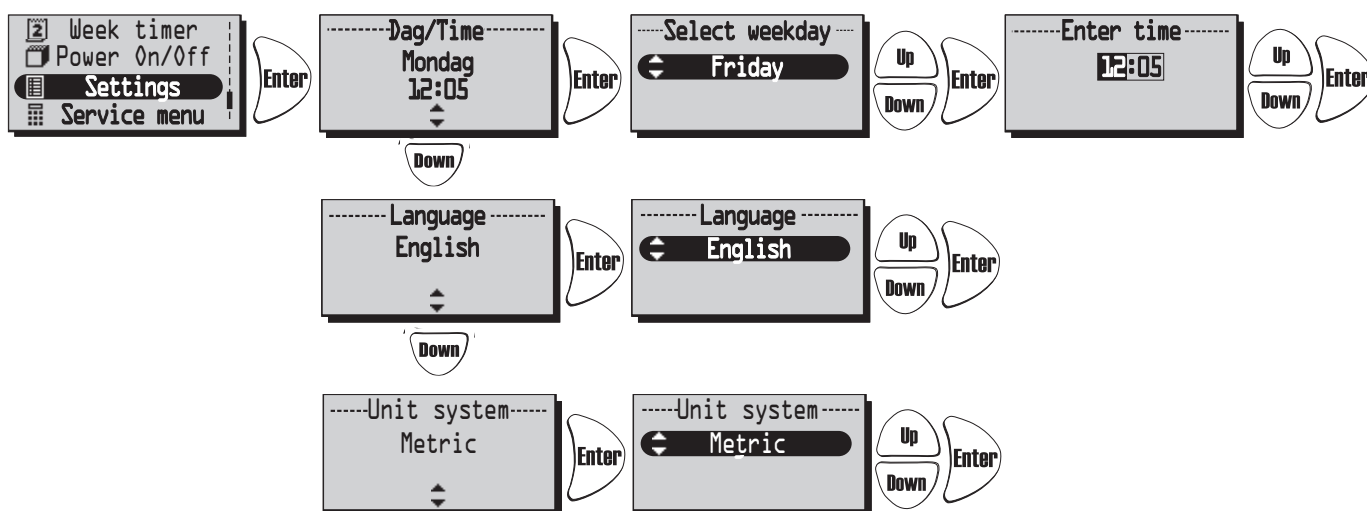 Week timer
Power On/Off
Settings
Service menu
Enter
Dag/Time
Mondag
12:05
Enter
Down
Select weekday
Friday
Up
Down
Enter
Enter time
12:05
Up
Down
Enter
Language
English
Enter
Down
Language
English
Up
Down
Enter
Unit system
Metric
Enter
Unit system
Metric
Up
Down
Enter